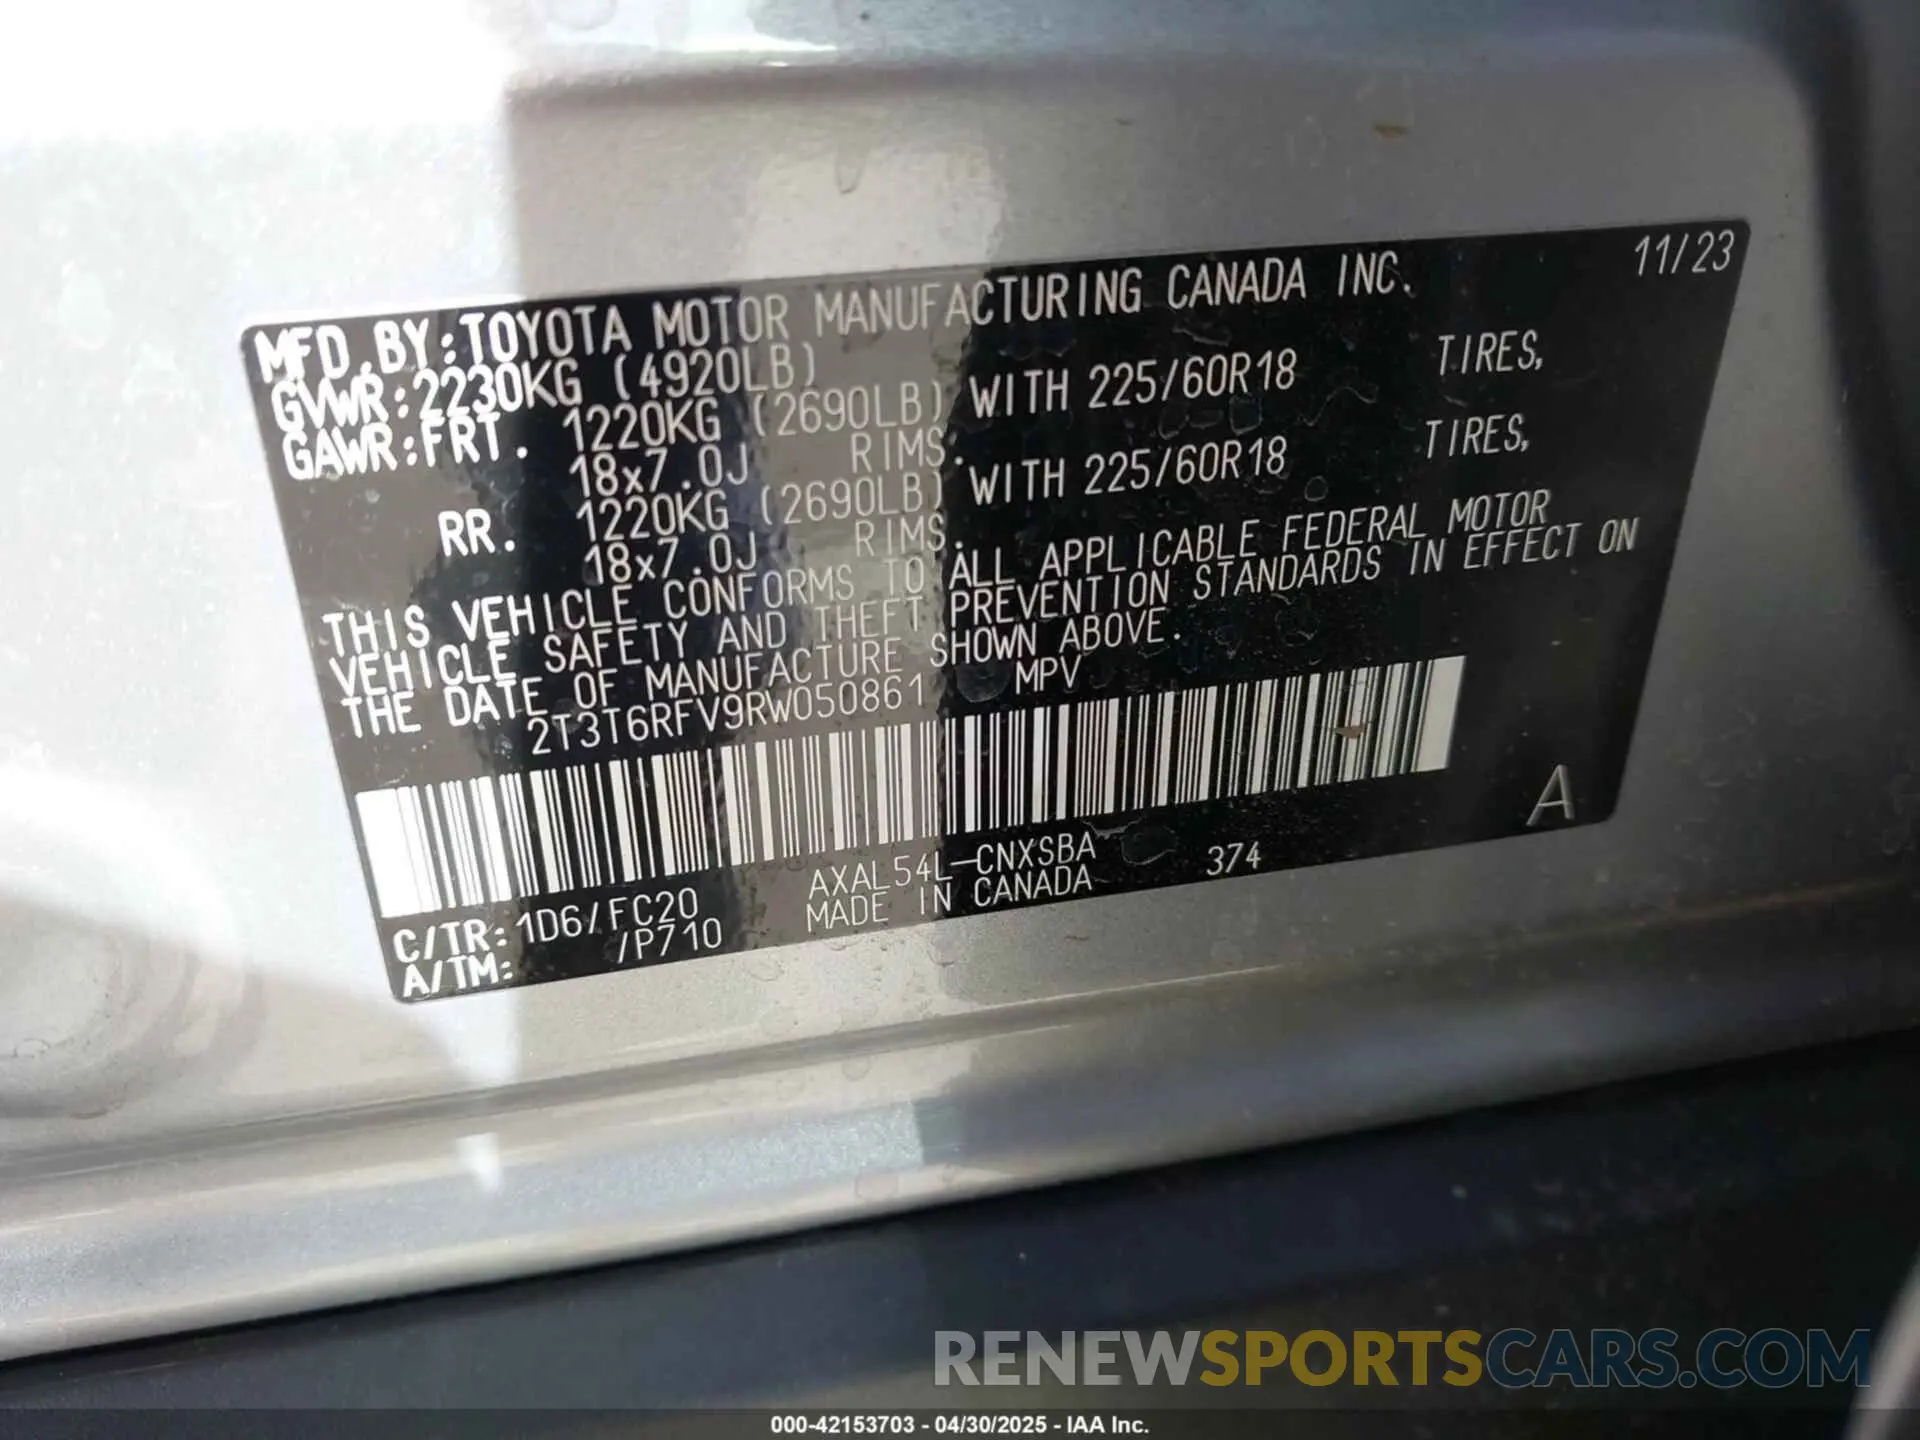 MFD.BY:TOYOTA MOTOR MANUFACTURING CANADA INC. 11/23
GVWR:2230KG (4920LB)
GAWR:FRT. 1220KG (2690LB) WITH 225/60R18 TIRES,
18x7.0J RIMS.
RR. 1220KG (2690LB) WITH 225/60R18 TIRES,
18x7.0J RIMS.
THIS VEHICLE CONFORMS TO ALL APPLICABLE FEDERAL MOTOR
VEHICLE SAFETY AND THEFT PREVENTION STANDARDS IN EFFECT ON
THE DATE OF MANUFACTURE SHOWN ABOVE.
2T3T6RFV9RW050861 MPV
A
C/TR:1D6/FC20 AXAL54L-CNXSBA 374
A/TM: /P710 MADE IN CANADA
RENEWSPORTSCARS.COM
000-42153703 - 04/30/2025 - IAA Inc.